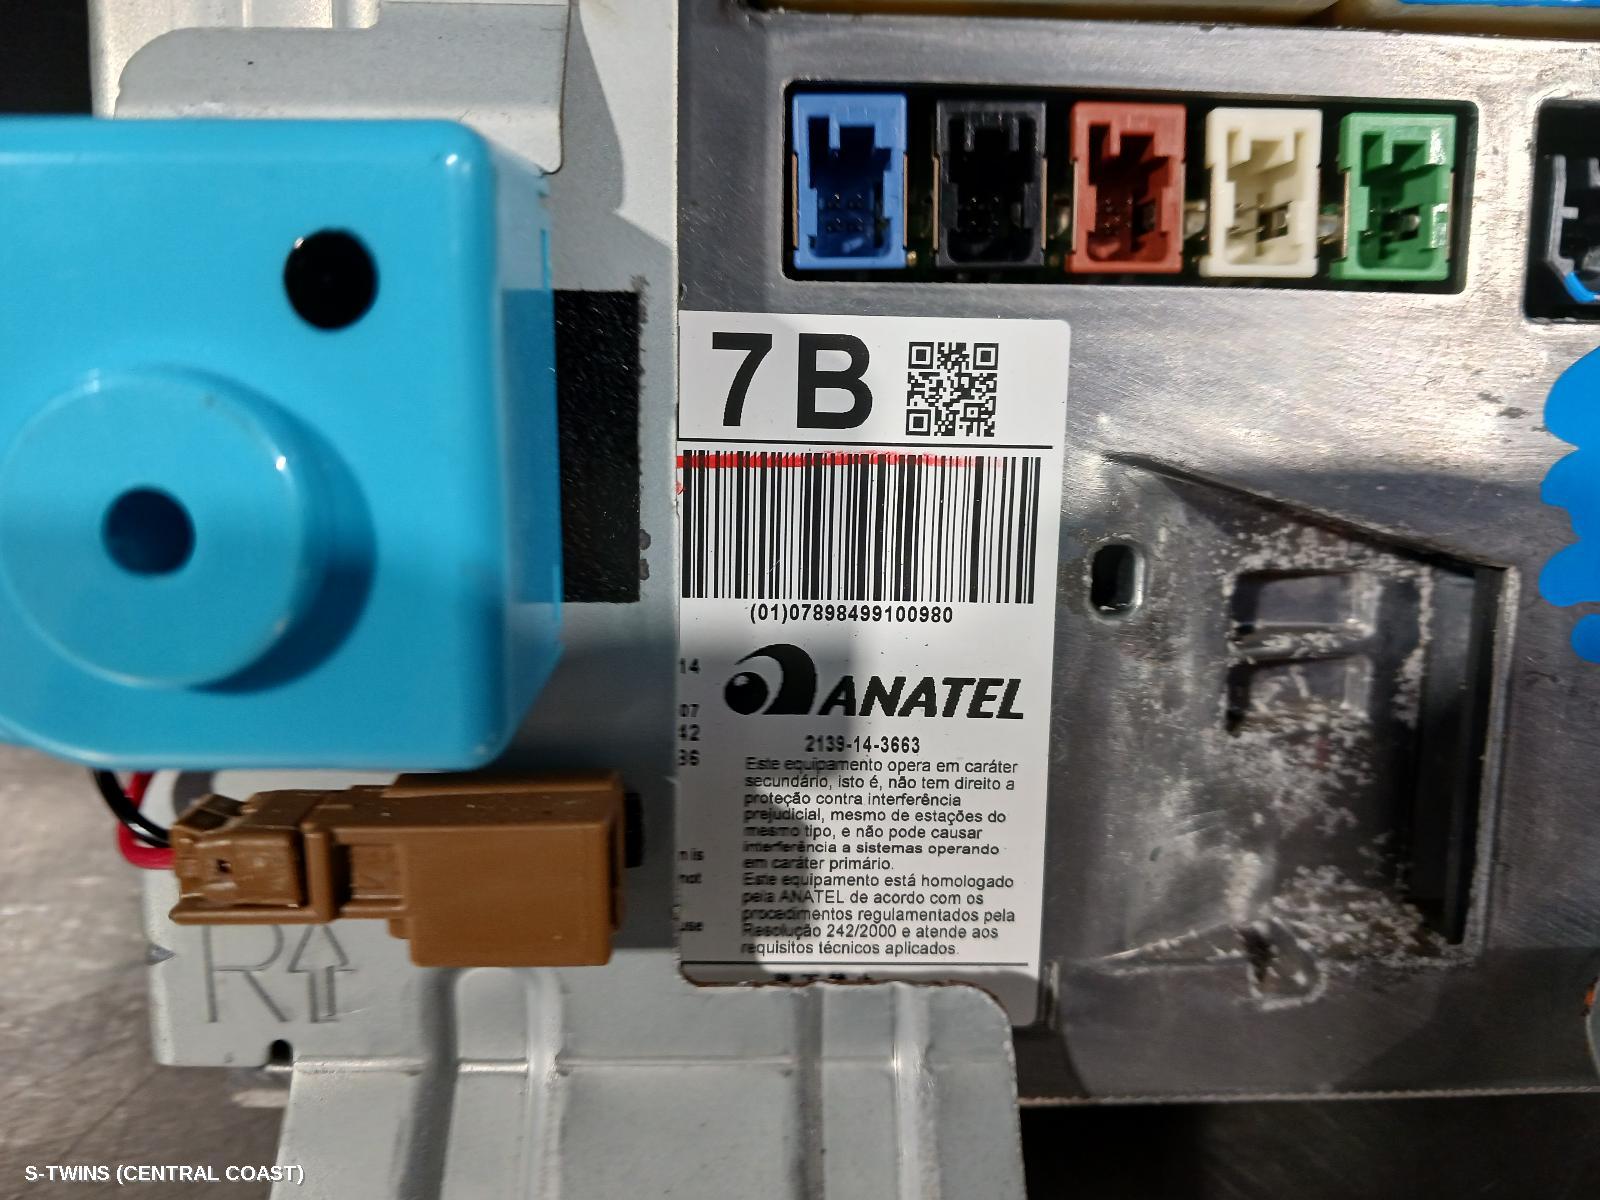 7B
(01)07898499100980
14
07
42
36
ANATEL
2139-14-3663
Este equipamento opera em caráter
secundário, isto é, não tem direito a
proteção contra interferência
prejudicial, mesmo de estações do
mesmo tipo, e não pode causar
interferência a sistemas operando
em caráter primário.
Este equipamento está homologado
pela ANATEL de acordo com os
procedimentos regulamentados pela
Resolução 242/2000 e atende aos
requisitos técnicos aplicados.
is
not
use
R
S-TWINS (CENTRAL COAST)